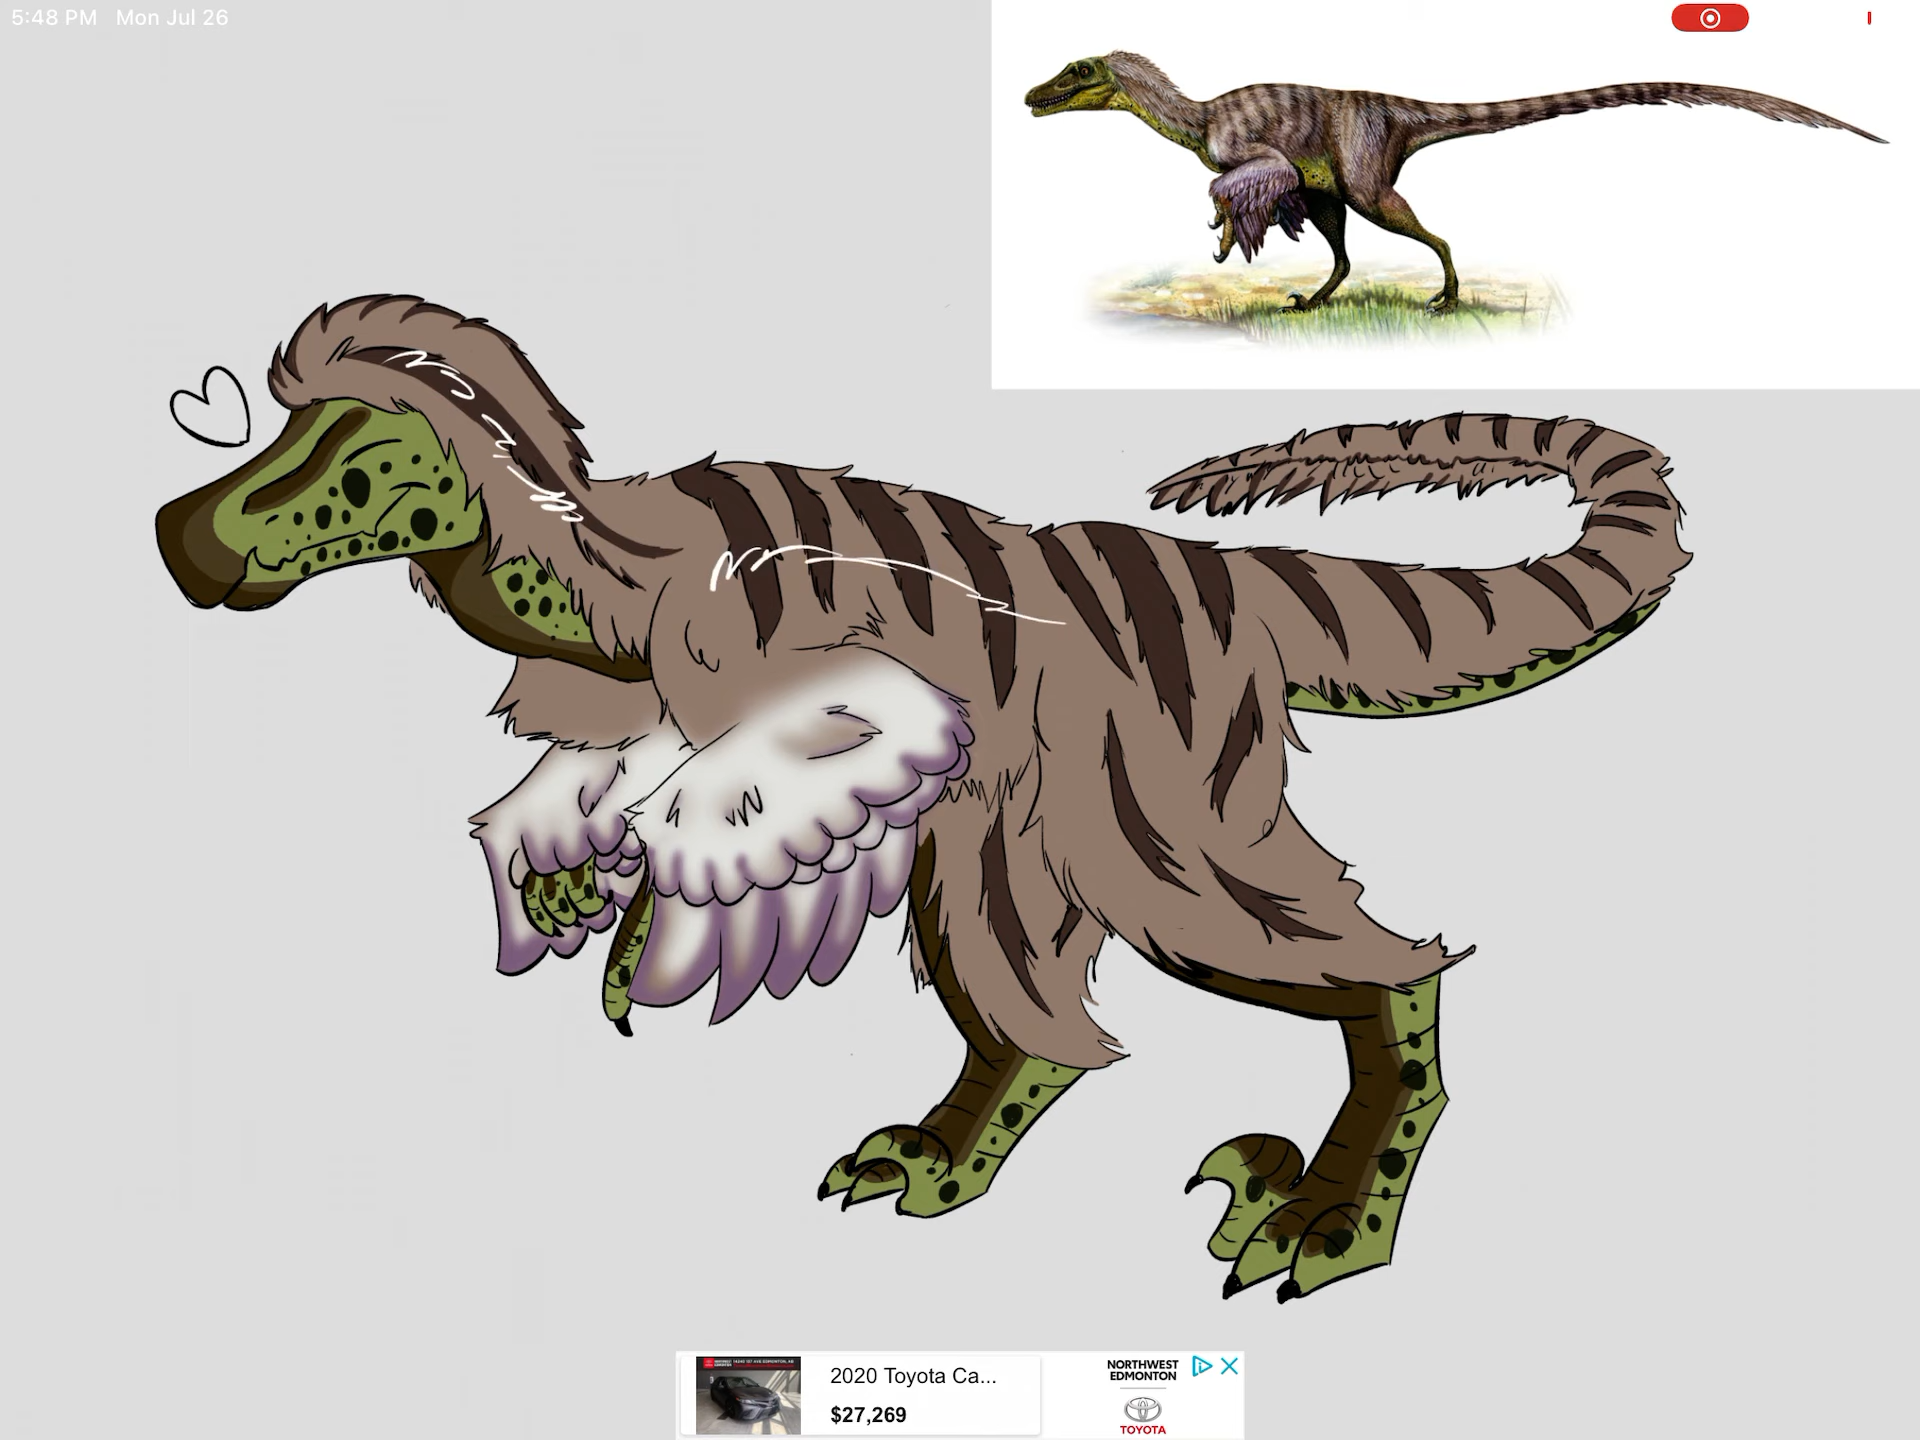 5:48 PM Mon Jul 26
2020 Toyota Ca...
$27,269
NORTHWEST
EDMONTON
TOYOTA